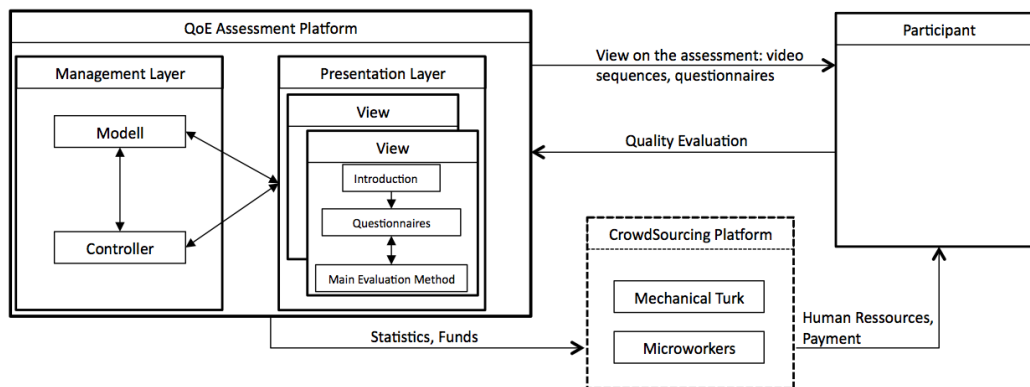 QoE Assessment Platform
Management Layer
Modell
Controller
Presentation Layer
View
View
Introduction
Questionnaires
Main Evaluation Method
View on the assessment: video
sequences, questionnaires
Quality Evaluation
Participant
CrowdSourcing Platform
Mechanical Turk
Microworkers
Statistics, Funds
Human Ressources,
Payment